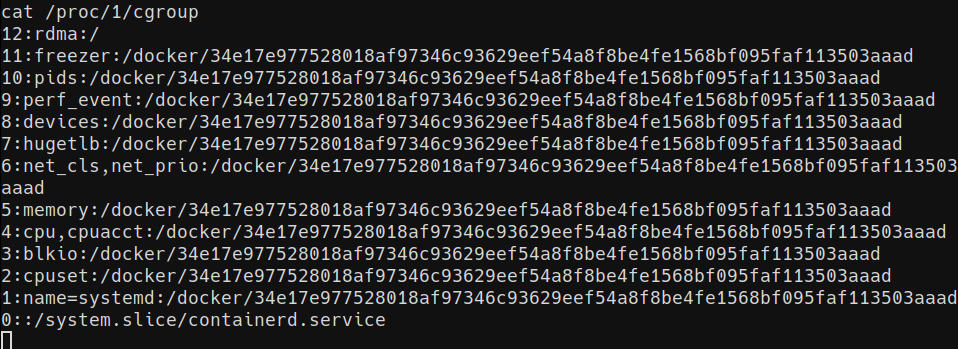 cat /proc/1/cgroup
12:rdma:/
11:freezer:/docker/34e17e977528018af97346c93629eef54a8f8be4fe1568bf095faf113503aaad
10:pids:/docker/34e17e977528018af97346c93629eef54a8f8be4fe1568bf095faf113503aaad
9:perf_event:/docker/34e17e977528018af97346c93629eef54a8f8be4fe1568bf095faf113503aaad
8:devices:/docker/34e17e977528018af97346c93629eef54a8f8be4fe1568bf095faf113503aaad
7:hugetlb:/docker/34e17e977528018af97346c93629eef54a8f8be4fe1568bf095faf113503aaad
6:net_cls,net_prio:/docker/34e17e977528018af97346c93629eef54a8f8be4fe1568bf095faf113503
aaad
5:memory:/docker/34e17e977528018af97346c93629eef54a8f8be4fe1568bf095faf113503aaad
4:cpu,cpuacct:/docker/34e17e977528018af97346c93629eef54a8f8be4fe1568bf095faf113503aaad
3:blkio:/docker/34e17e977528018af97346c93629eef54a8f8be4fe1568bf095faf113503aaad
2:cpuset:/docker/34e17e977528018af97346c93629eef54a8f8be4fe1568bf095faf113503aaad
1:name=systemd:/docker/34e17e977528018af97346c93629eef54a8f8be4fe1568bf095faf113503aaad
0::/system.slice/containerd.service